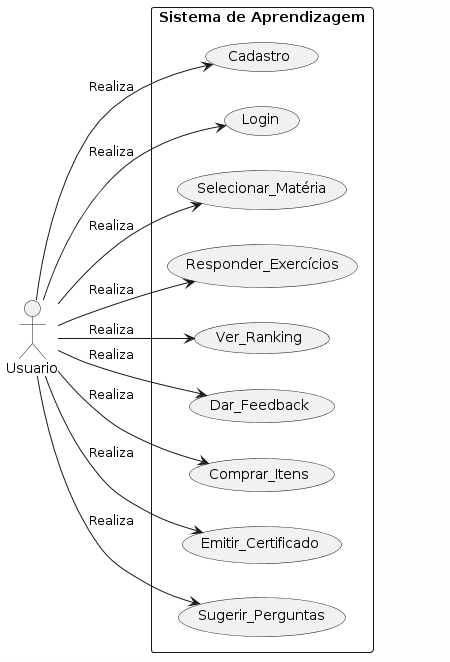 Sistema de Aprendizagem
Cadastro
Realiza
Login
Realiza
Selecionar_Matéria
Realiza
Responder_Exercícios
Realiza
Ver_Ranking
Realiza
Realiza
Usuario
Dar_Feedback
Realiza
Comprar_Itens
Realiza
Emitir_Certificado
Realiza
Sugerir_Perguntas